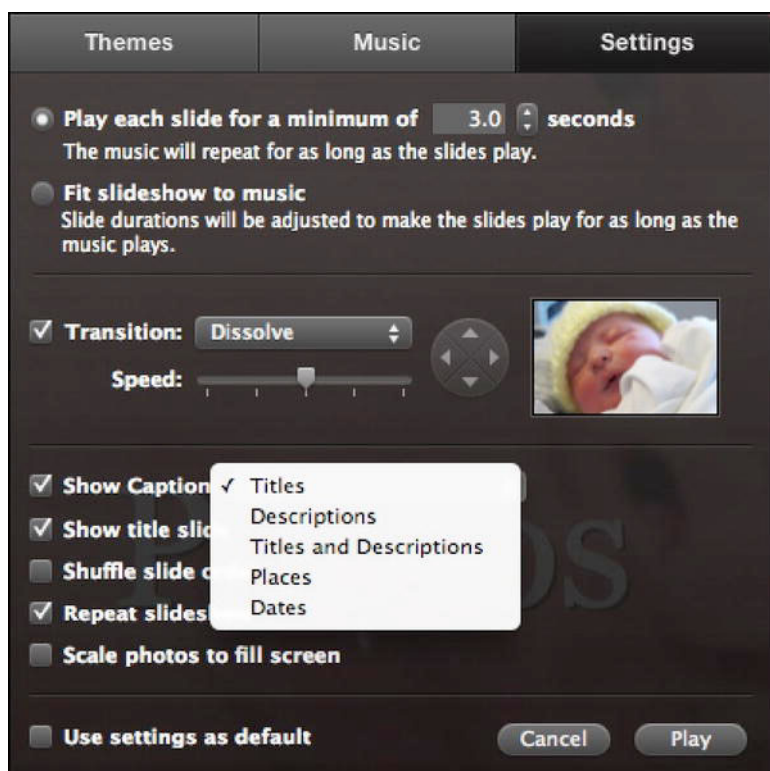 Themes Music Settings
Play each slide for a minimum of 3.0 seconds
The music will repeat for as long as the slides play.
Fit slideshow to music
Slide durations will be adjusted to make the slides play for as long as the
music plays.
Transition: Dissolve
Speed:
Show Caption ✓ Titles
Descriptions
Show title slid
Titles and Descriptions
Shuffle slide
Places
Repeat slides
Dates
Scale photos to fill screen
Use settings as default Cancel Play